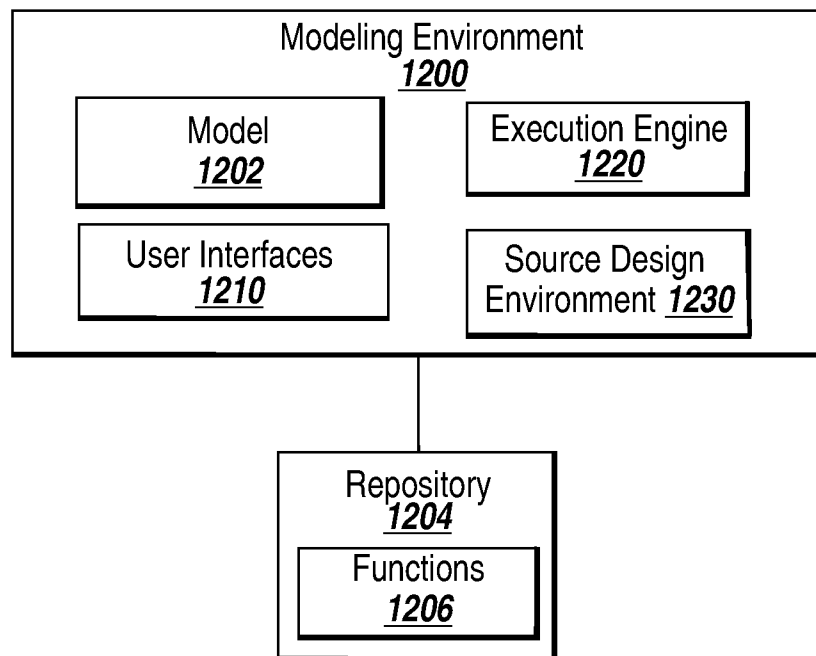 Modeling Environment
1200
Model
1202
Execution Engine
1220
User Interfaces
1210
Source Design
Environment 1230
Repository
1204
Functions
1206